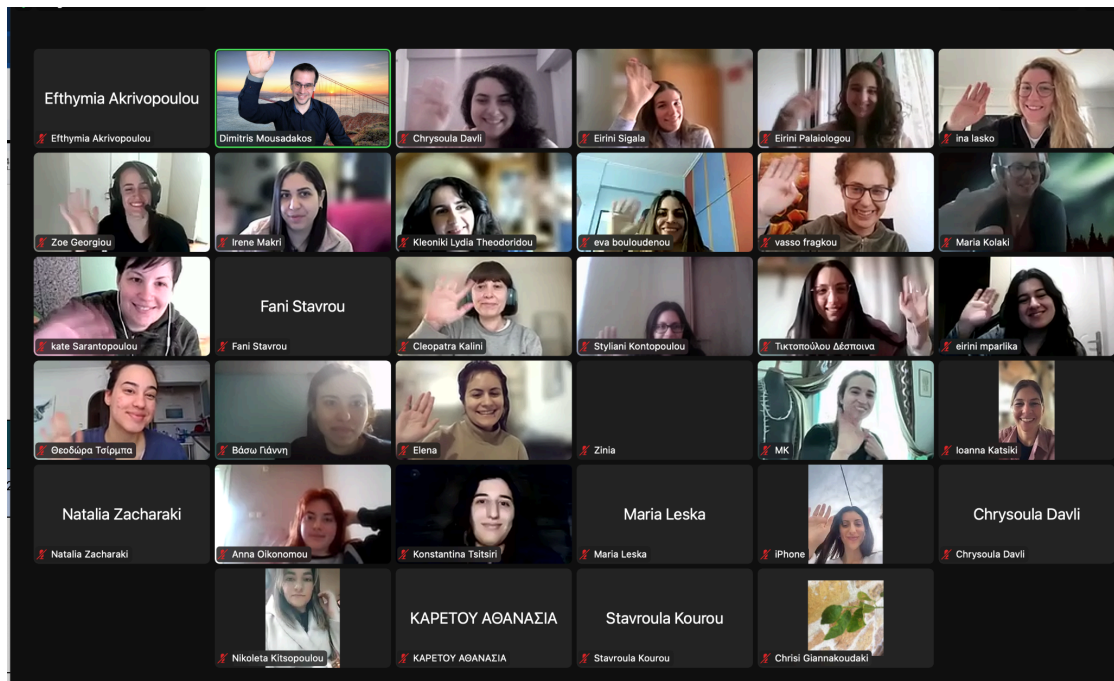 Efthymia Akrivopoulou
Efthymia Akrivopoulou
Dimitris Mousadakos
Chrysoula Davli
Eirini Sigala
Eirini Palaiologou
ina lasko
Zoe Georgiou
Irene Makri
Kleoniki Lydia Theodoridou
eva bouloudenou
vasso fragkou
Maria Kolaki
kate Sarantopoulou
Fani Stavrou
Fani Stavrou
Cleopatra Kalini
Styliani Kontopoulou
Τικτοπούλου Δέσποινα
eirini mparlika
Θεοδώρα Τσίρμπα
Βάσω Γιάννη
Elena
Zinia
MK
Ioanna Katsiki
Natalia Zacharaki
Natalia Zacharaki
Anna Oikonomou
Konstantina Tsitsiri
Maria Leska
Maria Leska
iPhone
Chrysoula Davli
Chrysoula Davli
Nikoleta Kitsopoulou
ΚΑΡΕΤΟΥ ΑΘΑΝΑΣΙΑ
ΚΑΡΕΤΟΥ ΑΘΑΝΑΣΙΑ
Stavroula Kourou
Stavroula Kourou
Chrisi Giannakoudaki